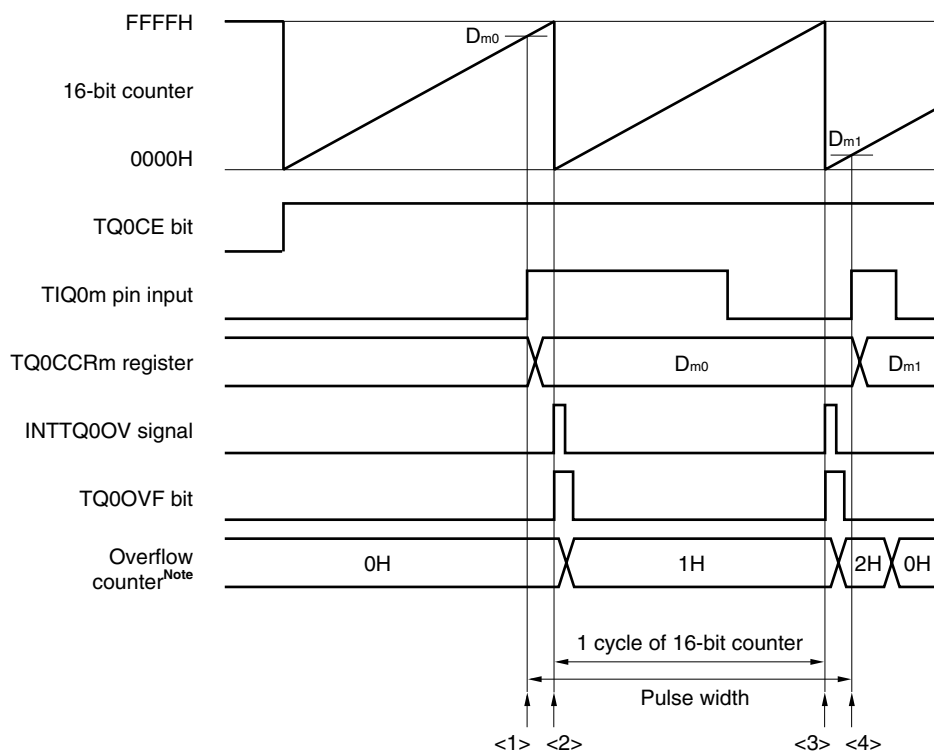 FFFFH
Dm0
16-bit counter
0000H
Dm1
TQ0CE bit
TIQ0m pin input
TQ0CCRm register
Dm0
Dm1
INTTQ0OV signal
TQ0OVF bit
Overflow
counterNote
0H
1H
2H
0H
1 cycle of 16-bit counter
Pulse width
<1> <2> <3> <4>